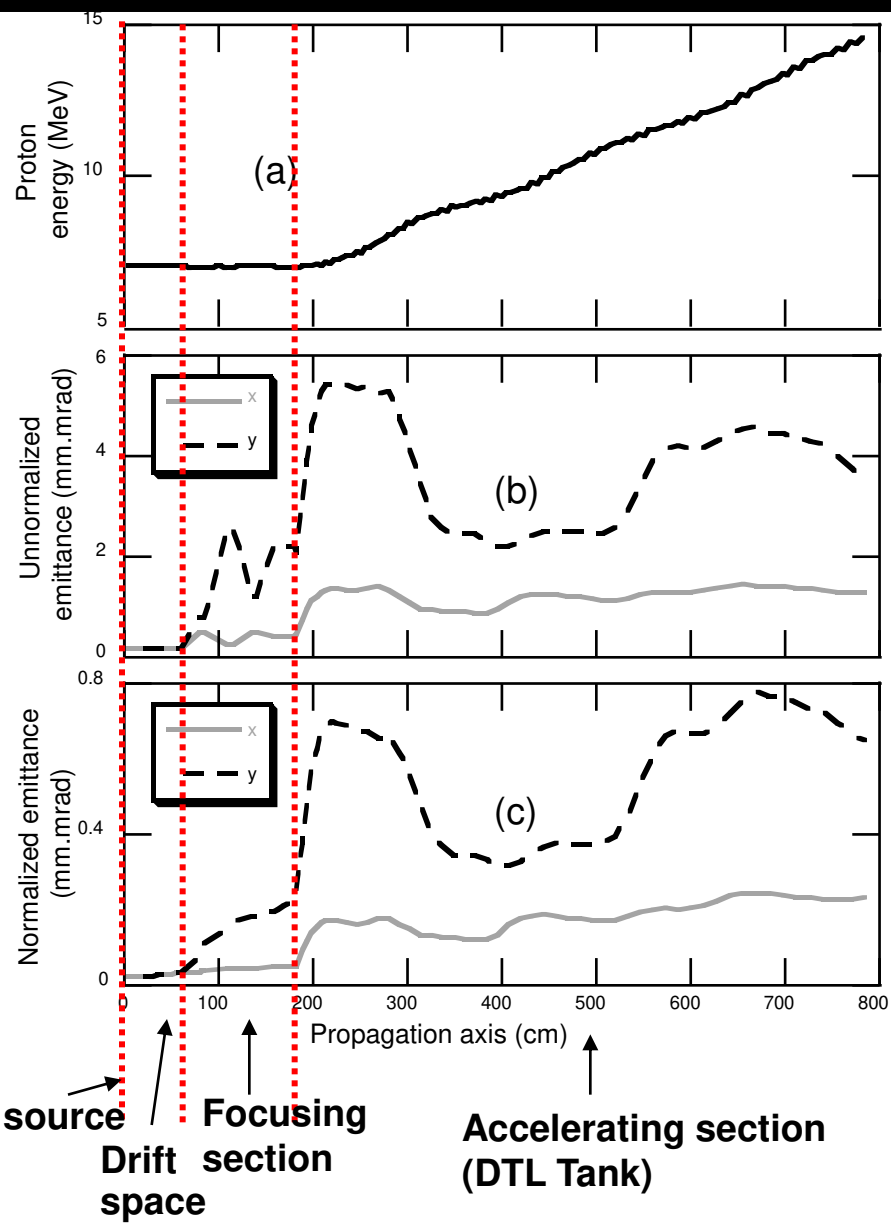 15
Proton
energy (MeV)
10
(a)
5
6
Unnormalized
emittance (mm.mrad)
x
y
4
(b)
2
0
0.8
Normalized emittance
(mm.mrad)
x
y
0.4
(c)
0
0 100 200 300 400 500 600 700 800
Propagation axis (cm)
source
Drift
space
Focusing
section
Accelerating section
(DTL Tank)